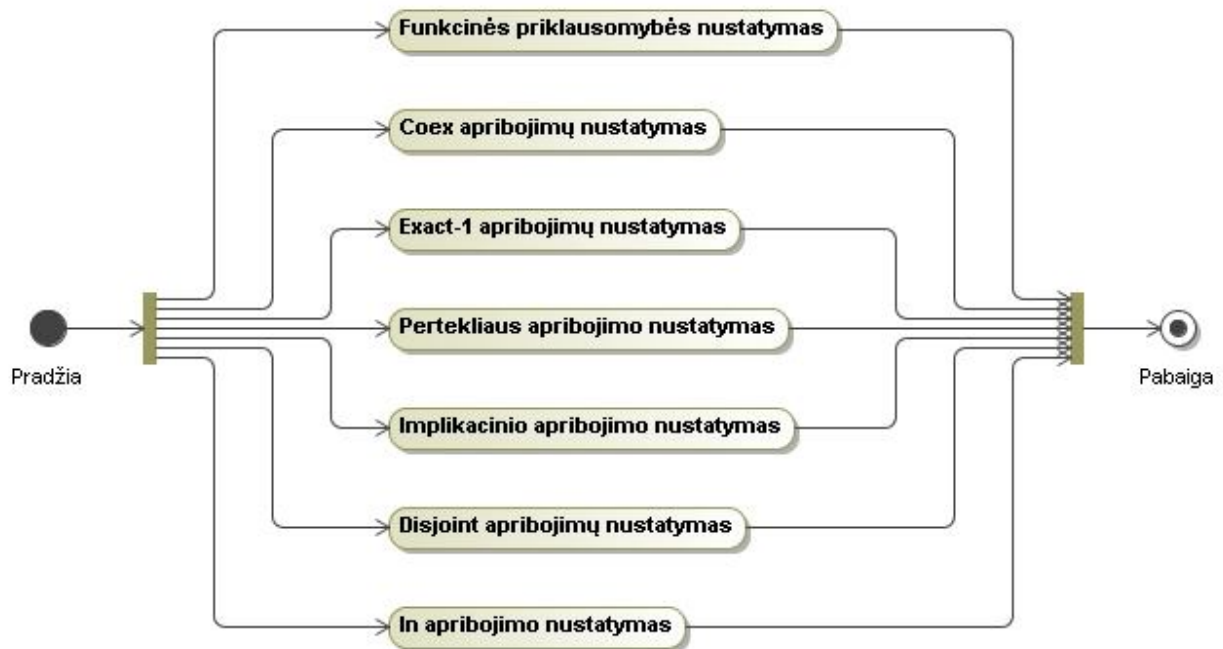 Funkcinės priklausomybės nustatymas
Coex apribojimų nustatymas
Exact-1 apribojimų nustatymas
Pertekliaus apribojimo nustatymas
Pradžia
Pabaiga
Implikacinio apribojimo nustatymas
Disjoint apribojimų nustatymas
In apribojimo nustatymas